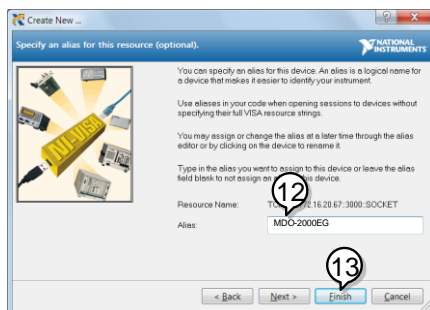 Create New ...
Specify an alias for this resource (optional).
NATIONAL
INSTRUMENTS
You can specify an alias for this device. An alias is a logical name for
a device that makes it easier to identify your instrument.
Use aliases in your code when opening sessions to devices without
specifying their full VISA resource strings.
You may assign or change the alias at a later time through the alias
editor or by clicking on the device to rename it.
Type in the alias you want to assign to this device or leave the alias
field blank to not assign an this device.
12
Resource Name: 2.16.20.67::3000::SOCKET
Alias: MDO-2000EG
NI-VISA
13
< Back Next > Finish Cancel